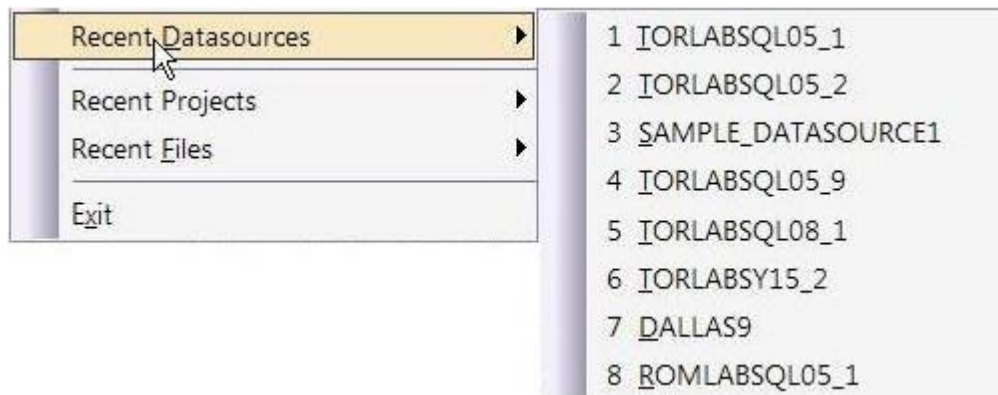 Recent Datasources
Recent Projects
Recent Files
Exit
1 TORLABSQL05_1
2 TORLABSQL05_2
3 SAMPLE_DATASOURCE1
4 TORLABSQL05_9
5 TORLABSQL08_1
6 TORLABSY15_2
7 DALLAS9
8 ROMLABSQL05_1